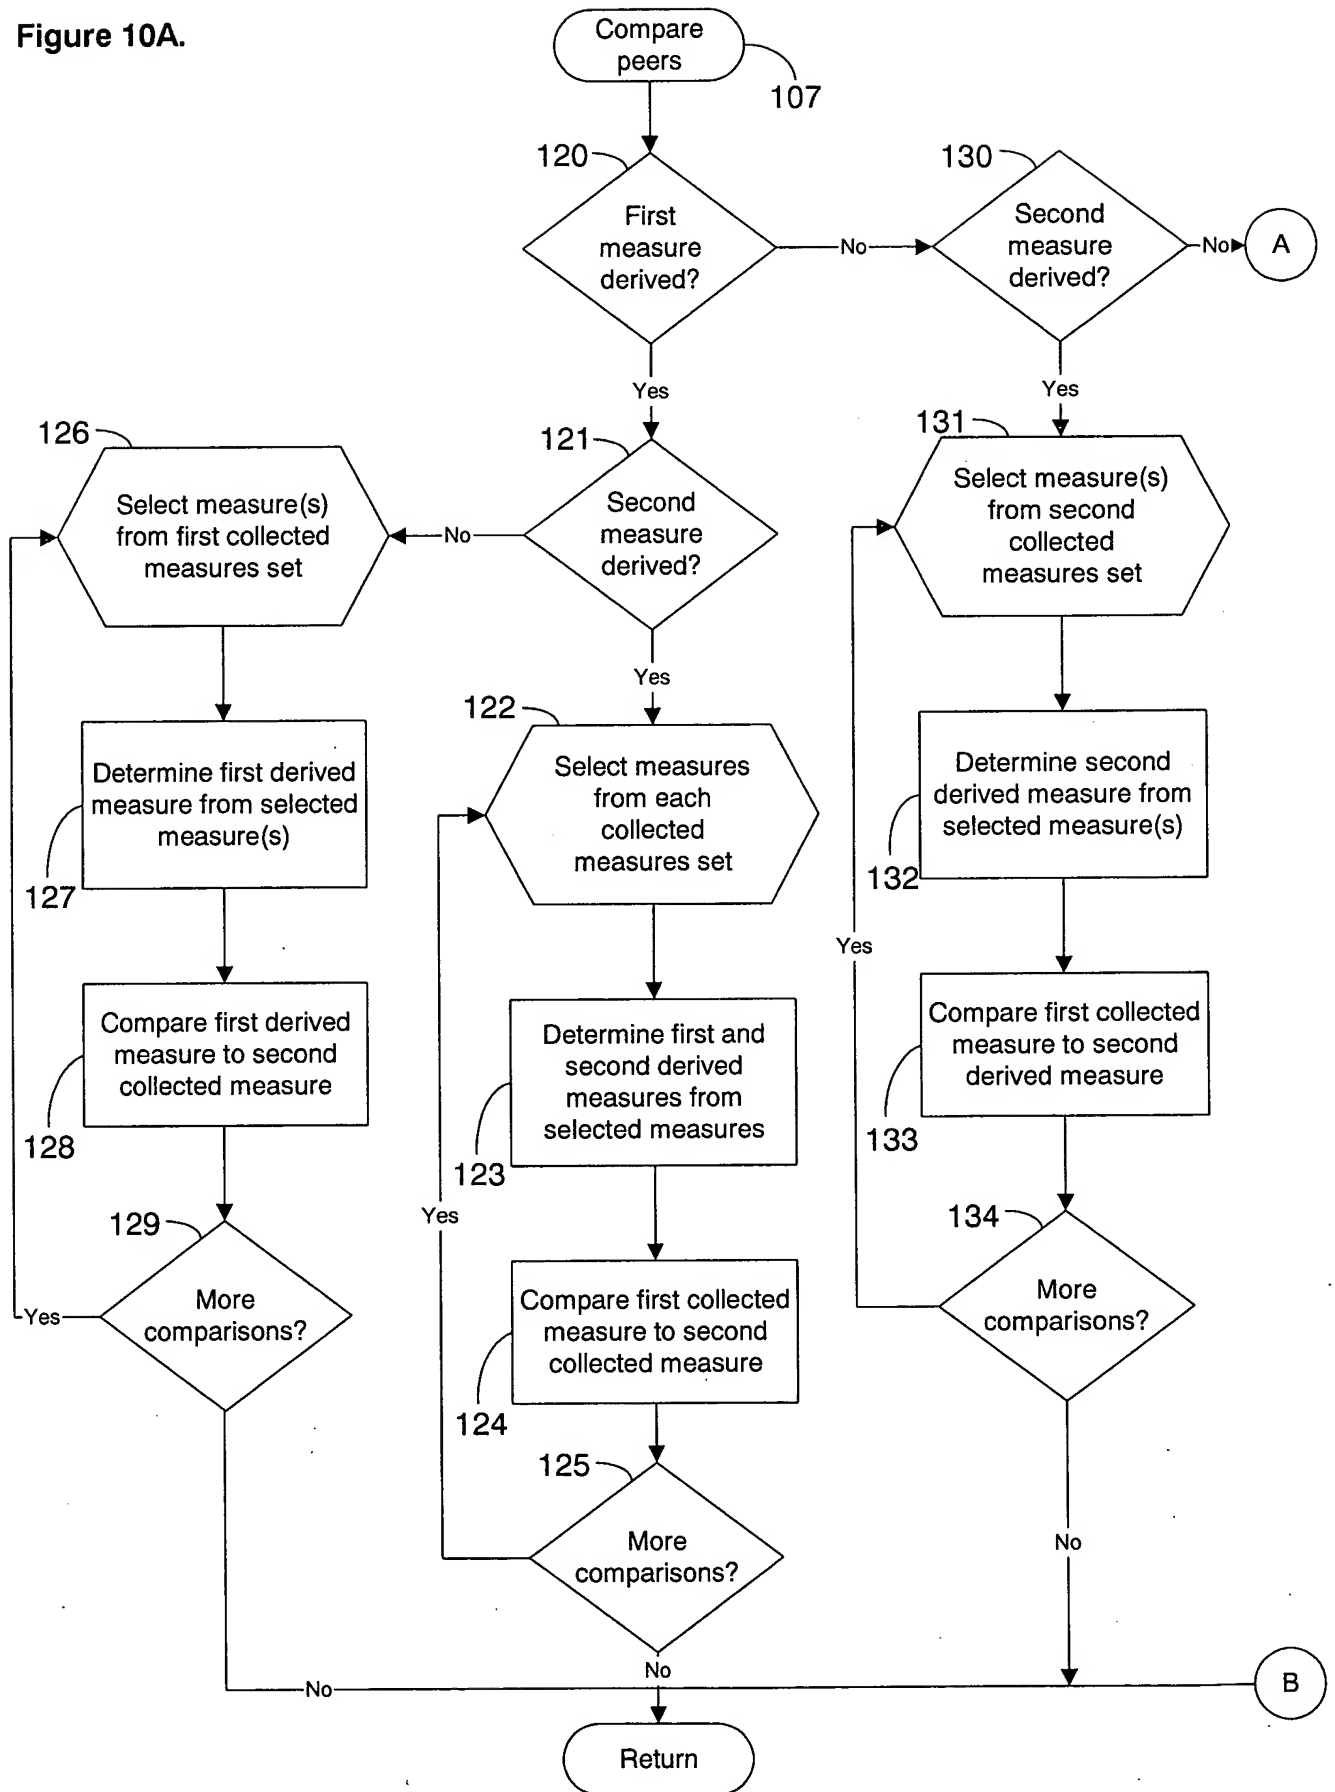 Figure 10A.
Compare
peers
107
120
First
measure
derived?
No
130
Second
measure
derived?
No
A
Yes
Yes
126
Select measure(s)
from first collected
measures set
No
121
Second
measure
derived?
131
Select measure(s)
from second
collected
measures set
Yes
122
Select measures
from each
collected
measures set
Determine first derived
measure from selected
measure(s)
127
Determine second
derived measure from
selected measure(s)
132
Yes
Compare first derived
measure to second
collected measure
128
Determine first and
second derived
measures from
selected measures
123
Compare first collected
measure to second
derived measure
133
Yes
129
More
comparisons?
Yes
Compare first collected
measure to second
collected measure
124
134
More
comparisons?
125
More
comparisons?
No
No
No
B
Return